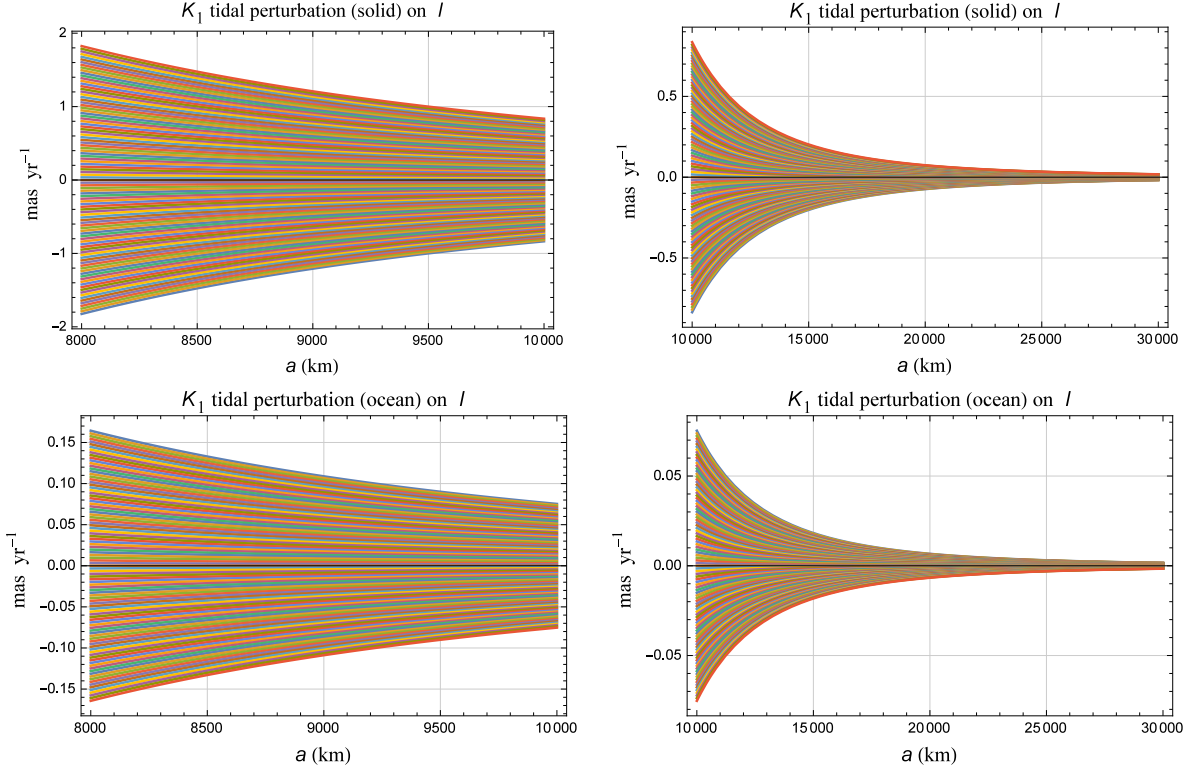 K₁ tidal perturbation (solid) on I
2
1
0
−1
−2
mas yr⁻¹
8000 8500 9000 9500 10000
a (km)
K₁ tidal perturbation (solid) on I
0.5
0.0
−0.5
mas yr⁻¹
10000 15000 20000 25000 30000
a (km)
K₁ tidal perturbation (ocean) on I
0.15
0.10
0.05
0.00
−0.05
−0.10
−0.15
mas yr⁻¹
8000 8500 9000 9500 10000
a (km)
K₁ tidal perturbation (ocean) on I
0.05
0.00
−0.05
mas yr⁻¹
10000 15000 20000 25000 30000
a (km)